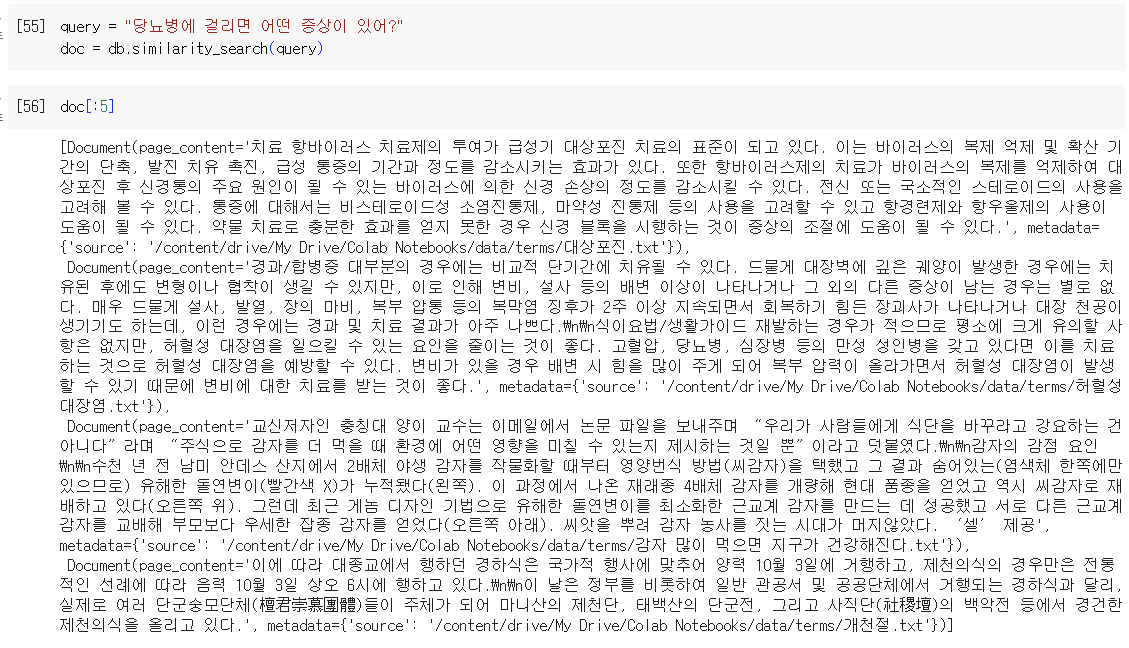 [55] query = "당뇨병에 걸리면 어떤 증상이 있어?"
doc = db.similarity_search(query)
[56] doc[:5]
[Document(page_content='치료 항바이러스 치료제의 투여가 급성기 대상포진 치료의 표준이 되고 있다. 이는 바이러스의 복제 억제 및 확산 기
간의 단축, 발진 치유 촉진, 급성 통증의 기간과 정도를 감소시키는 효과가 있다. 또한 항바이러스제의 치료가 바이러스의 복제를 억제하여 대
상포진 후 신경통의 주요 원인이 될 수 있는 바이러스에 의한 신경 손상의 정도를 감소시킬 수 있다. 전신 또는 국소적인 스테로이드의 사용을
고려해 볼 수 있다. 통증에 대해서는 비스테로이드성 소염진통제, 마약성 진통제 등의 사용을 고려할 수 있고 항경련제와 항우울제의 사용이
도움이 될 수 있다. 약물 치료로 충분한 효과를 얻지 못한 경우 신경 블록을 시행하는 것이 증상의 조절에 도움이 될 수 있다.', metadata=
{'source': '/content/drive/My Drive/Colab Notebooks/data/terms/대상포진.txt'}),
Document(page_content='경과/합병증 대부분의 경우에는 비교적 단기간에 치유될 수 있다. 드물게 대장벽에 깊은 궤양이 발생한 경우에는 치
유된 후에도 변형이나 협착이 생길 수 있지만, 이로 인해 변비, 설사 등의 배변 이상이 나타나거나 그 외의 다른 증상이 남는 경우는 별로 없
다. 매우 드물게 설사, 발열, 장의 마비, 복부 압통 등의 복막염 징후가 2주 이상 지속되면서 회복하기 힘든 장괴사가 나타나거나 대장 천공이
생기기도 하는데, 이런 경우에는 경과 및 치료 결과가 아주 나쁘다.\n\n식이요법/생활가이드 재발하는 경우가 적으므로 평소에 크게 유의할 사
항은 없지만, 허혈성 대장염을 일으킬 수 있는 요인을 줄이는 것이 좋다. 고혈압, 당뇨병, 심장병 등의 만성 성인병을 갖고 있다면 이를 치료
하는 것으로 허혈성 대장염을 예방할 수 있다. 변비가 있을 경우 배변 시 힘을 많이 주게 되어 복부 압력이 올라가면서 허혈성 대장염이 발생
할 수 있기 때문에 변비에 대한 치료를 받는 것이 좋다.', metadata={'source': '/content/drive/My Drive/Colab Notebooks/data/terms/허혈성
대장염.txt'}),
Document(page_content='교신저자인 충칭대 양이 교수는 이메일에서 논문 파일을 보내주며 “우리가 사람들에게 식단을 바꾸라고 강요하는 건
아니다”라며 “주식으로 감자를 더 먹을 때 환경에 어떤 영향을 미칠 수 있는지 제시하는 것일 뿐”이라고 덧붙였다.\n\n감자의 감점 요인
\n\n수천 년 전 남미 안데스 산지에서 2배체 야생 감자를 작물화할 때부터 영양번식 방법(씨감자)을 택했고 그 결과 숨어있는(염색체 한쪽에만
있으므로) 유해한 돌연변이(빨간색 X)가 누적됐다(왼쪽). 이 과정에서 나온 재래종 4배체 감자를 개량해 현대 품종을 얻었고 역시 씨감자로 재
배하고 있다(오른쪽 위). 그런데 최근 게놈 디자인 기법으로 유해한 돌연변이를 최소화한 근교계 감자를 만드는 데 성공했고 서로 다른 근교계
감자를 교배해 부모보다 우세한 잡종 감자를 얻었다(오른쪽 아래). 씨앗을 뿌려 감자 농사를 짓는 시대가 머지않았다. ‘셀’ 제공',
metadata={'source': '/content/drive/My Drive/Colab Notebooks/data/terms/감자 많이 먹으면 지구가 건강해진다.txt'}),
Document(page_content='이에 따라 대종교에서 행하던 경하식은 국가적 행사에 맞추어 양력 10월 3일에 거행하고, 제천의식의 경우만은 전통
적인 선례에 따라 음력 10월 3일 상오 6시에 행하고 있다.\n\n이 날은 정부를 비롯하여 일반 관공서 및 공공단체에서 거행되는 경하식과 달리,
실제로 여러 단군숭모단체(檀君崇慕團體)들이 주체가 되어 마니산의 제천단, 태백산의 단군전, 그리고 사직단(社稷壇)의 백악전 등에서 경건한
제천의식을 올리고 있다.', metadata={'source': '/content/drive/My Drive/Colab Notebooks/data/terms/개천절.txt'})]